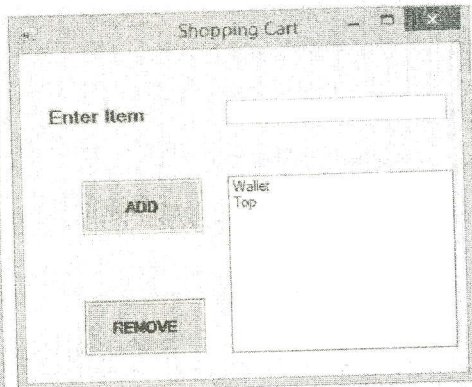 Shopping Cart
Enter Item
ADD
Wallet
Top
REMOVE